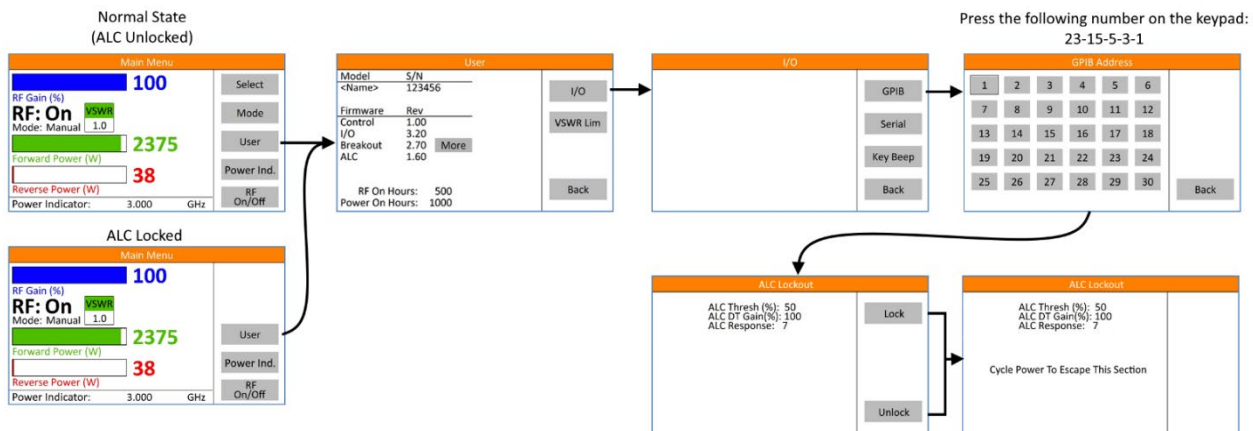 Normal State
(ALC Unlocked)
Main Menu
100
RF Gain (%)
RF: On
VSWR
Mode: Manual
1.0
2375
Forward Power (W)
38
Reverse Power (W)
Power Indicator: 3.000 GHz
Select
Mode
User
Power Ind.
RF
On/Off
User
Model S/N
<Name> 123456
Firmware Rev
Control 1.00
I/O 3.20
Breakout 2.70 More
ALC 1.60
RF On Hours: 500
Power On Hours: 1000
I/O
VSWR Lim
Back
I/O
GPIB
Serial
Key Beep
Back
Press the following number on the keypad:
23-15-5-3-1
GPIB Address
1 2 3 4 5 6
7 8 9 10 11 12
13 14 15 16 17 18
19 20 21 22 23 24
25 26 27 28 29 30
Back
ALC Locked
Main Menu
100
RF Gain (%)
RF: On
VSWR
Mode: Manual
1.0
2375
Forward Power (W)
38
Reverse Power (W)
Power Indicator: 3.000 GHz
User
Power Ind.
RF
On/Off
ALC Lockout
ALC Thresh (%): 50
ALC DT Gain(%): 100
ALC Response: 7
Lock
Unlock
ALC Lockout
ALC Thresh (%): 50
ALC DT Gain(%): 100
ALC Response: 7
Cycle Power To Escape This Section